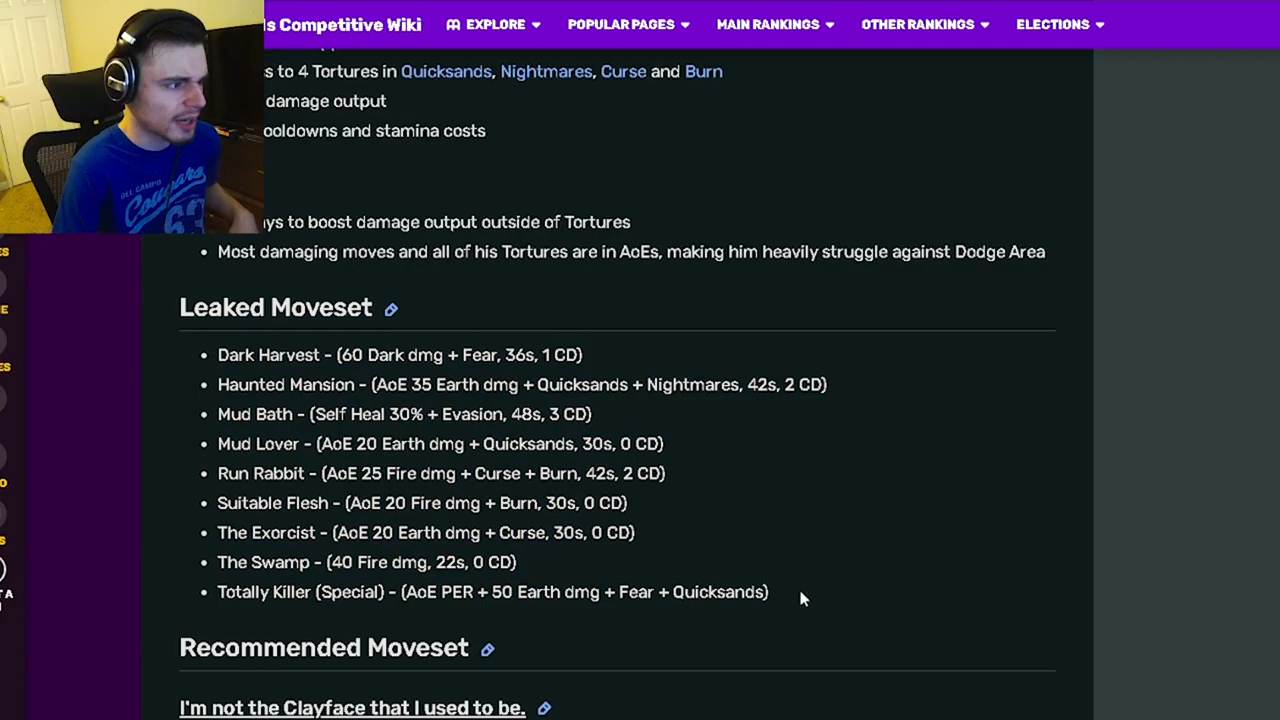 ls Competitive Wiki
EXPLORE
POPULAR PAGES
MAIN RANKINGS
OTHER RANKINGS
ELECTIONS
ss to 4 Tortures in Quicksands, Nightmares, Curse and Burn
damage output
ooldowns and stamina costs
ays to boost damage output outside of Tortures
• Most damaging moves and all of his Tortures are in AoEs, making him heavily struggle against Dodge Area
Leaked Moveset
• Dark Harvest - (60 Dark dmg + Fear, 36s, 1 CD)
• Haunted Mansion - (AoE 35 Earth dmg + Quicksands + Nightmares, 42s, 2 CD)
• Mud Bath - (Self Heal 30% + Evasion, 48s, 3 CD)
• Mud Lover - (AoE 20 Earth dmg + Quicksands, 30s, 0 CD)
• Run Rabbit - (AoE 25 Fire dmg + Curse + Burn, 42s, 2 CD)
• Suitable Flesh - (AoE 20 Fire dmg + Burn, 30s, 0 CD)
• The Exorcist - (AoE 20 Earth dmg + Curse, 30s, 0 CD)
• The Swamp - (40 Fire dmg, 22s, 0 CD)
• Totally Killer (Special) - (AoE PER + 50 Earth dmg + Fear + Quicksands)
Recommended Moveset
I'm not the Clayface that I used to be.
DEL CAMPO
63